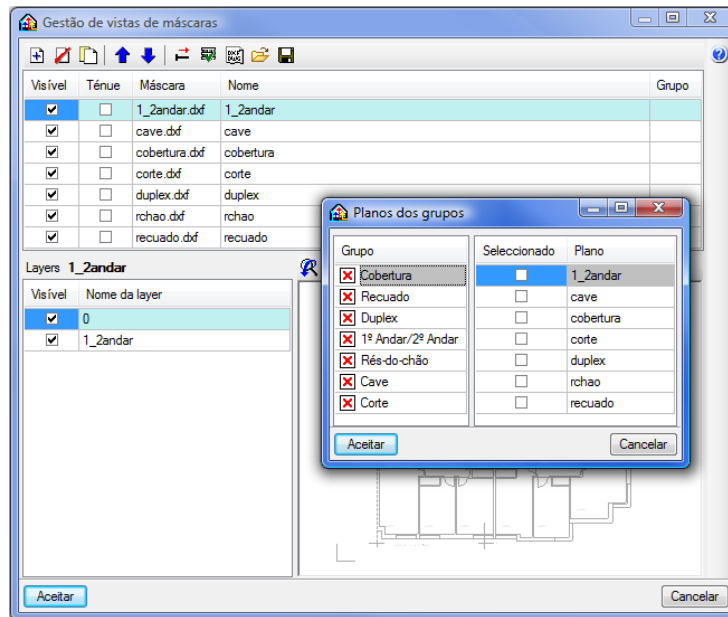 Gestão de vistas de máscaras
Visível Ténue Máscara Nome Grupo
1_2andar.dxf 1_2andar
cave.dxf cave
cobertura.dxf cobertura
corte.dxf corte
duplex.dxf duplex
rchao.dxf rchao
recuado.dxf recuado
Layers 1_2andar
Visível Nome da layer
0
1_2andar
Planos dos grupos
Grupo Seleccionado Plano
Cobertura 1_2andar
Recuado cave
Duplex cobertura
1º Andar/2º Andar corte
Rés-do-chão duplex
Cave rchao
Corte recuado
Aceitar Cancelar
Aceitar Cancelar